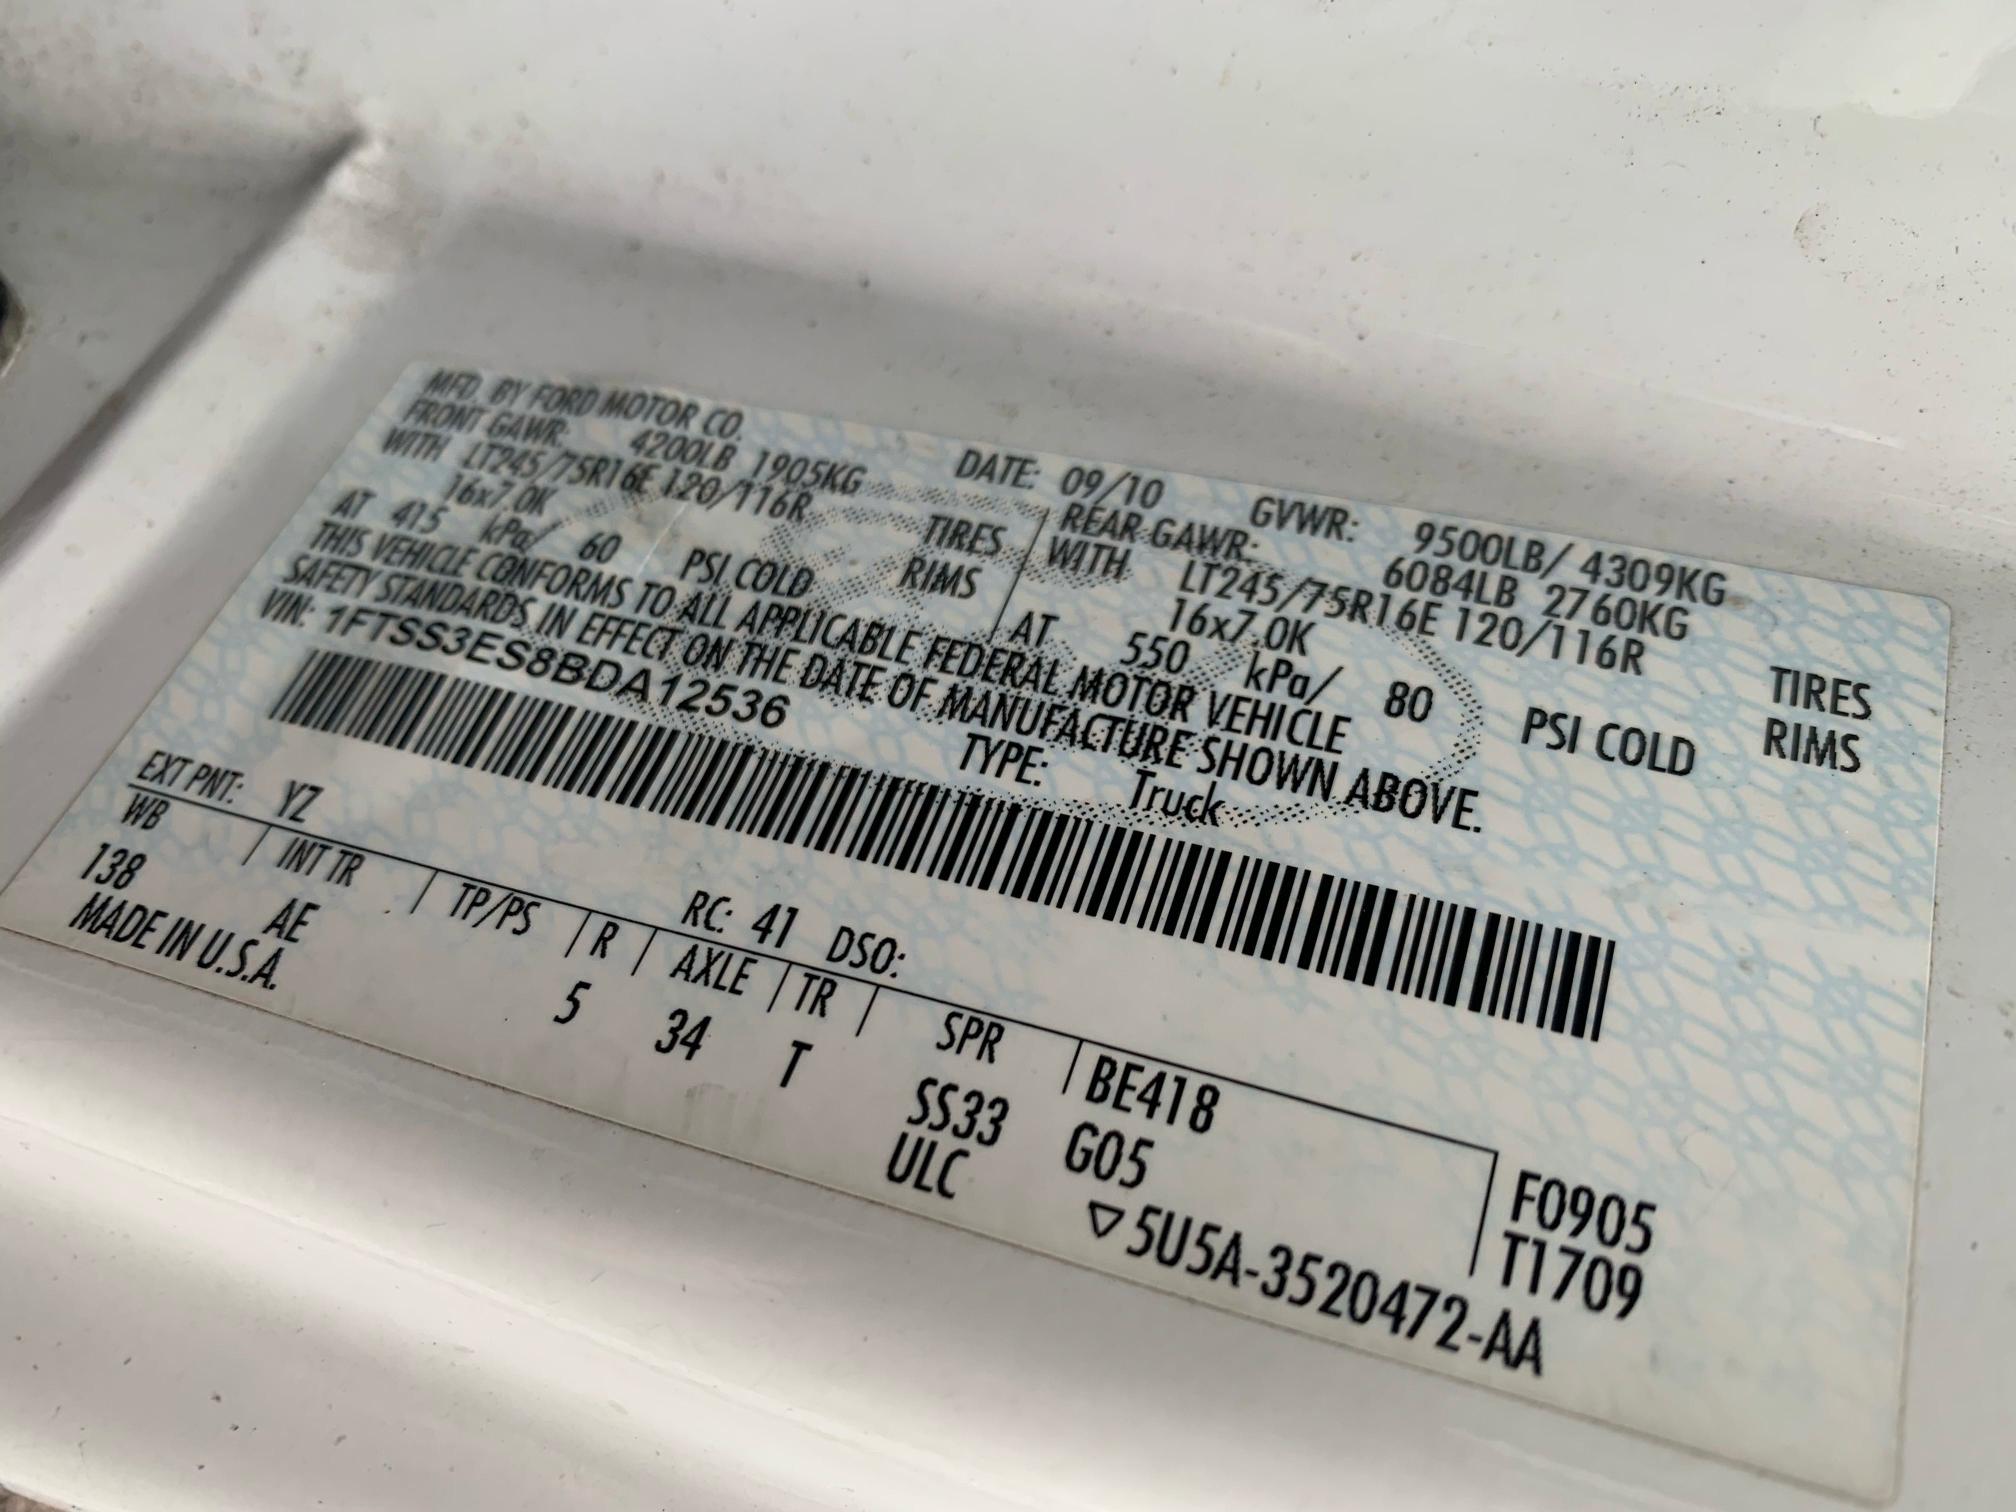 MFD. BY FORD MOTOR CO.
DATE: 09/10 GVWR: 9500LB/ 4309KG
FRONT GAWR: 4200LB 1905KG
WITH LT245/75R16E 120/116R TIRES
16x7.0K RIMS
AT 415 kPa/ 60 PSI COLD
REAR GAWR: 6084LB 2760KG
WITH LT245/75R16E 120/116R TIRES
16x7.0K RIMS
AT 550 kPa/ 80 PSI COLD
THIS VEHICLE CONFORMS TO ALL APPLICABLE FEDERAL MOTOR VEHICLE
SAFETY STANDARDS IN EFFECT ON THE DATE OF MANUFACTURE SHOWN ABOVE.
VIN: 1FTSS3ES8BDA12536
TYPE: Truck
EXT PNT: YZ RC: 41 DSO:
WB INT TR TP/PS R AXLE TR SPR BE418
138 AE 5 34 T SS33 G05 F0905
MADE IN U.S.A. ULC T1709
▽5U5A-3520472-AA